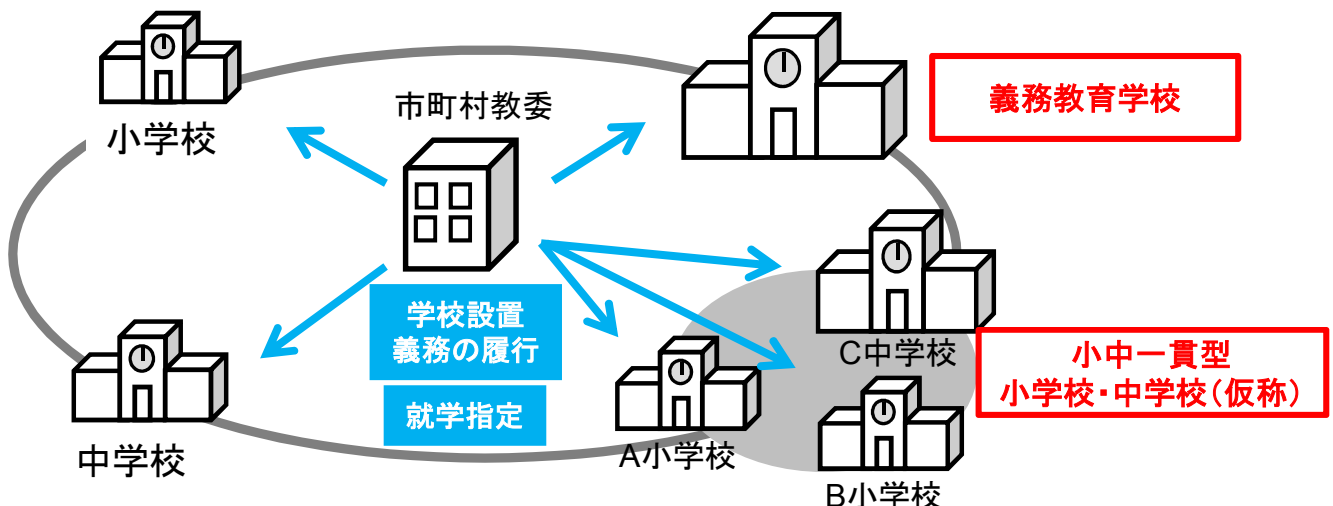 市町村教委
義務教育学校
小学校
学校設置
義務の履行
就学指定
中学校
C中学校
小中一貫型
小学校・中学校（仮称）
A小学校
B小学校